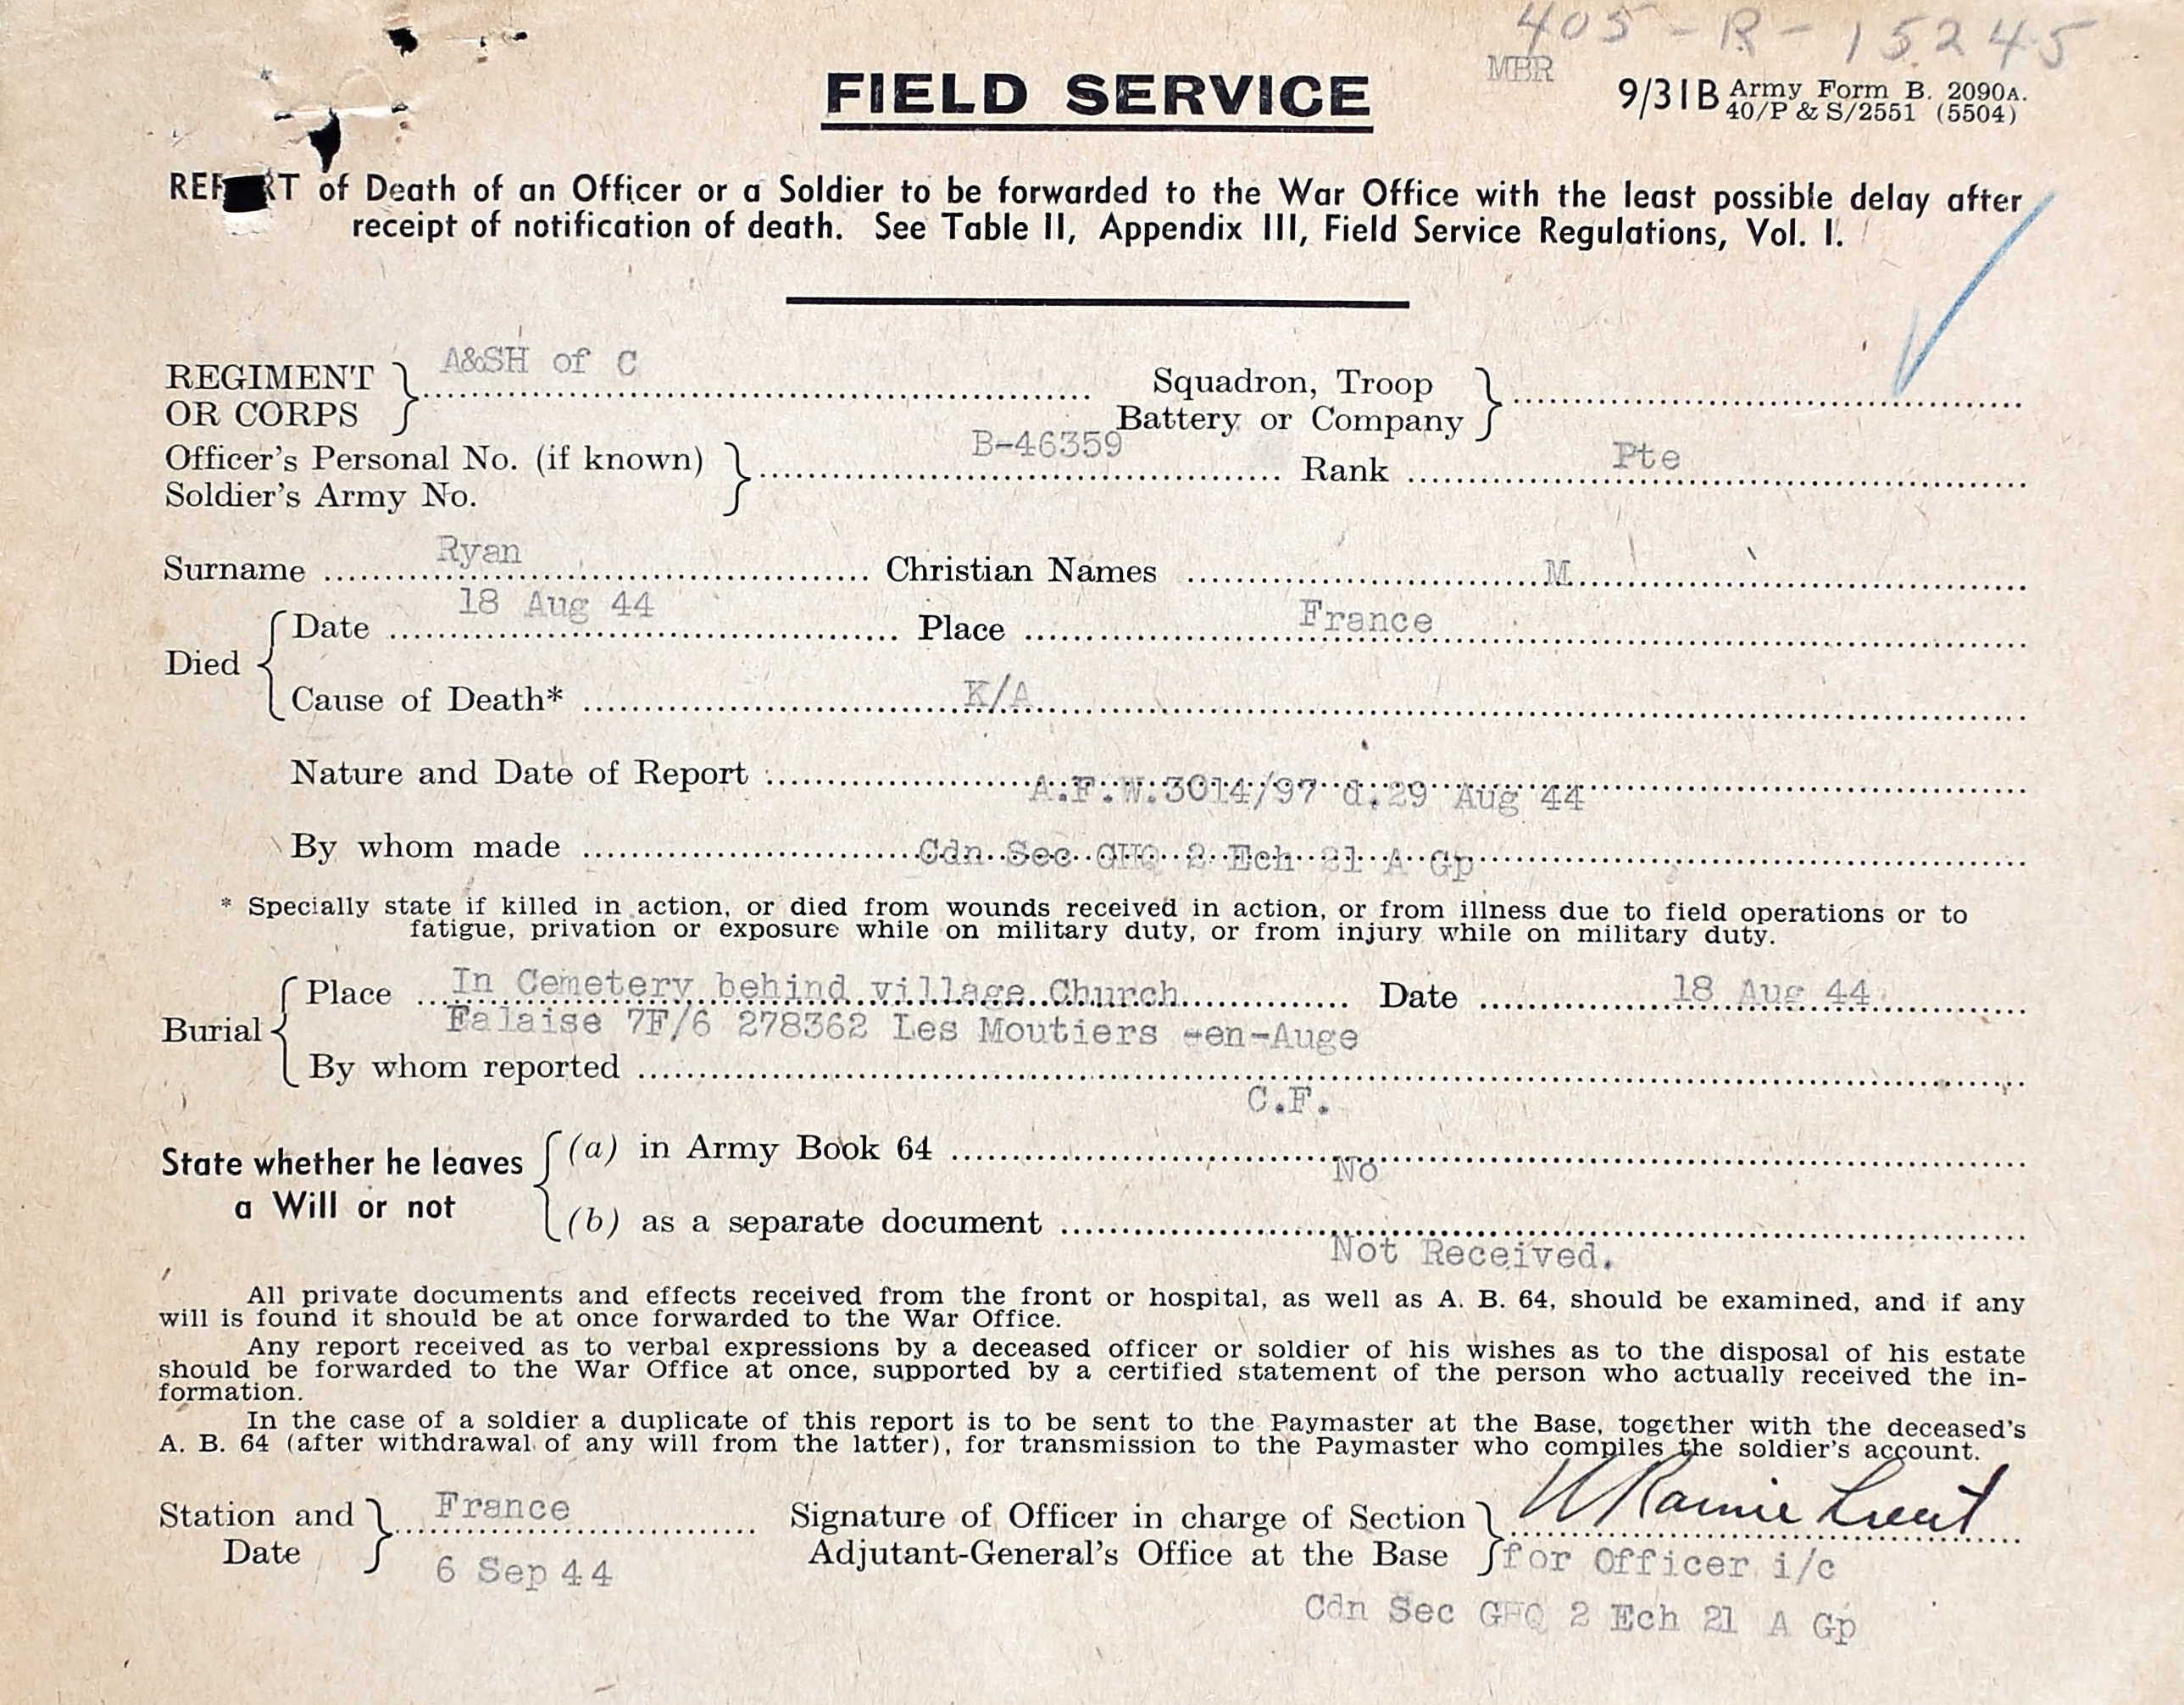 405-R-15245
MBR
FIELD SERVICE
9/31B Army Form B. 2090A.
40/P & S/2551 (5504)
REPORT of Death of an Officer or a Soldier to be forwarded to the War Office with the least possible delay after
receipt of notification of death. See Table II, Appendix III, Field Service Regulations, Vol. I.
REGIMENT OR CORPS } A&SH of C Squadron, Troop Battery or Company }
Officer's Personal No. (if known) Soldier's Army No. } B-46359 Rank Pte
Surname Ryan Christian Names M
Died { Date 18 Aug 44 Place France
Cause of Death* K/A
Nature and Date of Report A.F.W.3014/97 d.29 Aug 44
By whom made Cdn Sec GHQ 2 Ech 21 A Gp
* Specially state if killed in action, or died from wounds received in action, or from illness due to field operations or to
fatigue, privation or exposure while on military duty, or from injury while on military duty.
Burial { Place In Cemetery behind village Church Date 18 Aug 44
Falaise 7F/6 278362 Les Moutiers -en-Auge
By whom reported
C.F.
State whether he leaves a Will or not { (a) in Army Book 64 No
(b) as a separate document
Not Received.
All private documents and effects received from the front or hospital, as well as A. B. 64, should be examined, and if any
will is found it should be at once forwarded to the War Office.
Any report received as to verbal expressions by a deceased officer or soldier of his wishes as to the disposal of his estate
should be forwarded to the War Office at once, supported by a certified statement of the person who actually received the in-
formation.
In the case of a soldier a duplicate of this report is to be sent to the Paymaster at the Base, together with the deceased's
A. B. 64 (after withdrawal of any will from the latter), for transmission to the Paymaster who compiles the soldier's account.
Station and Date } France Signature of Officer in charge of Section
6 Sep 44 Adjutant-General's Office at the Base } for Officer i/c
Cdn Sec GHQ 2 Ech 21 A Gp